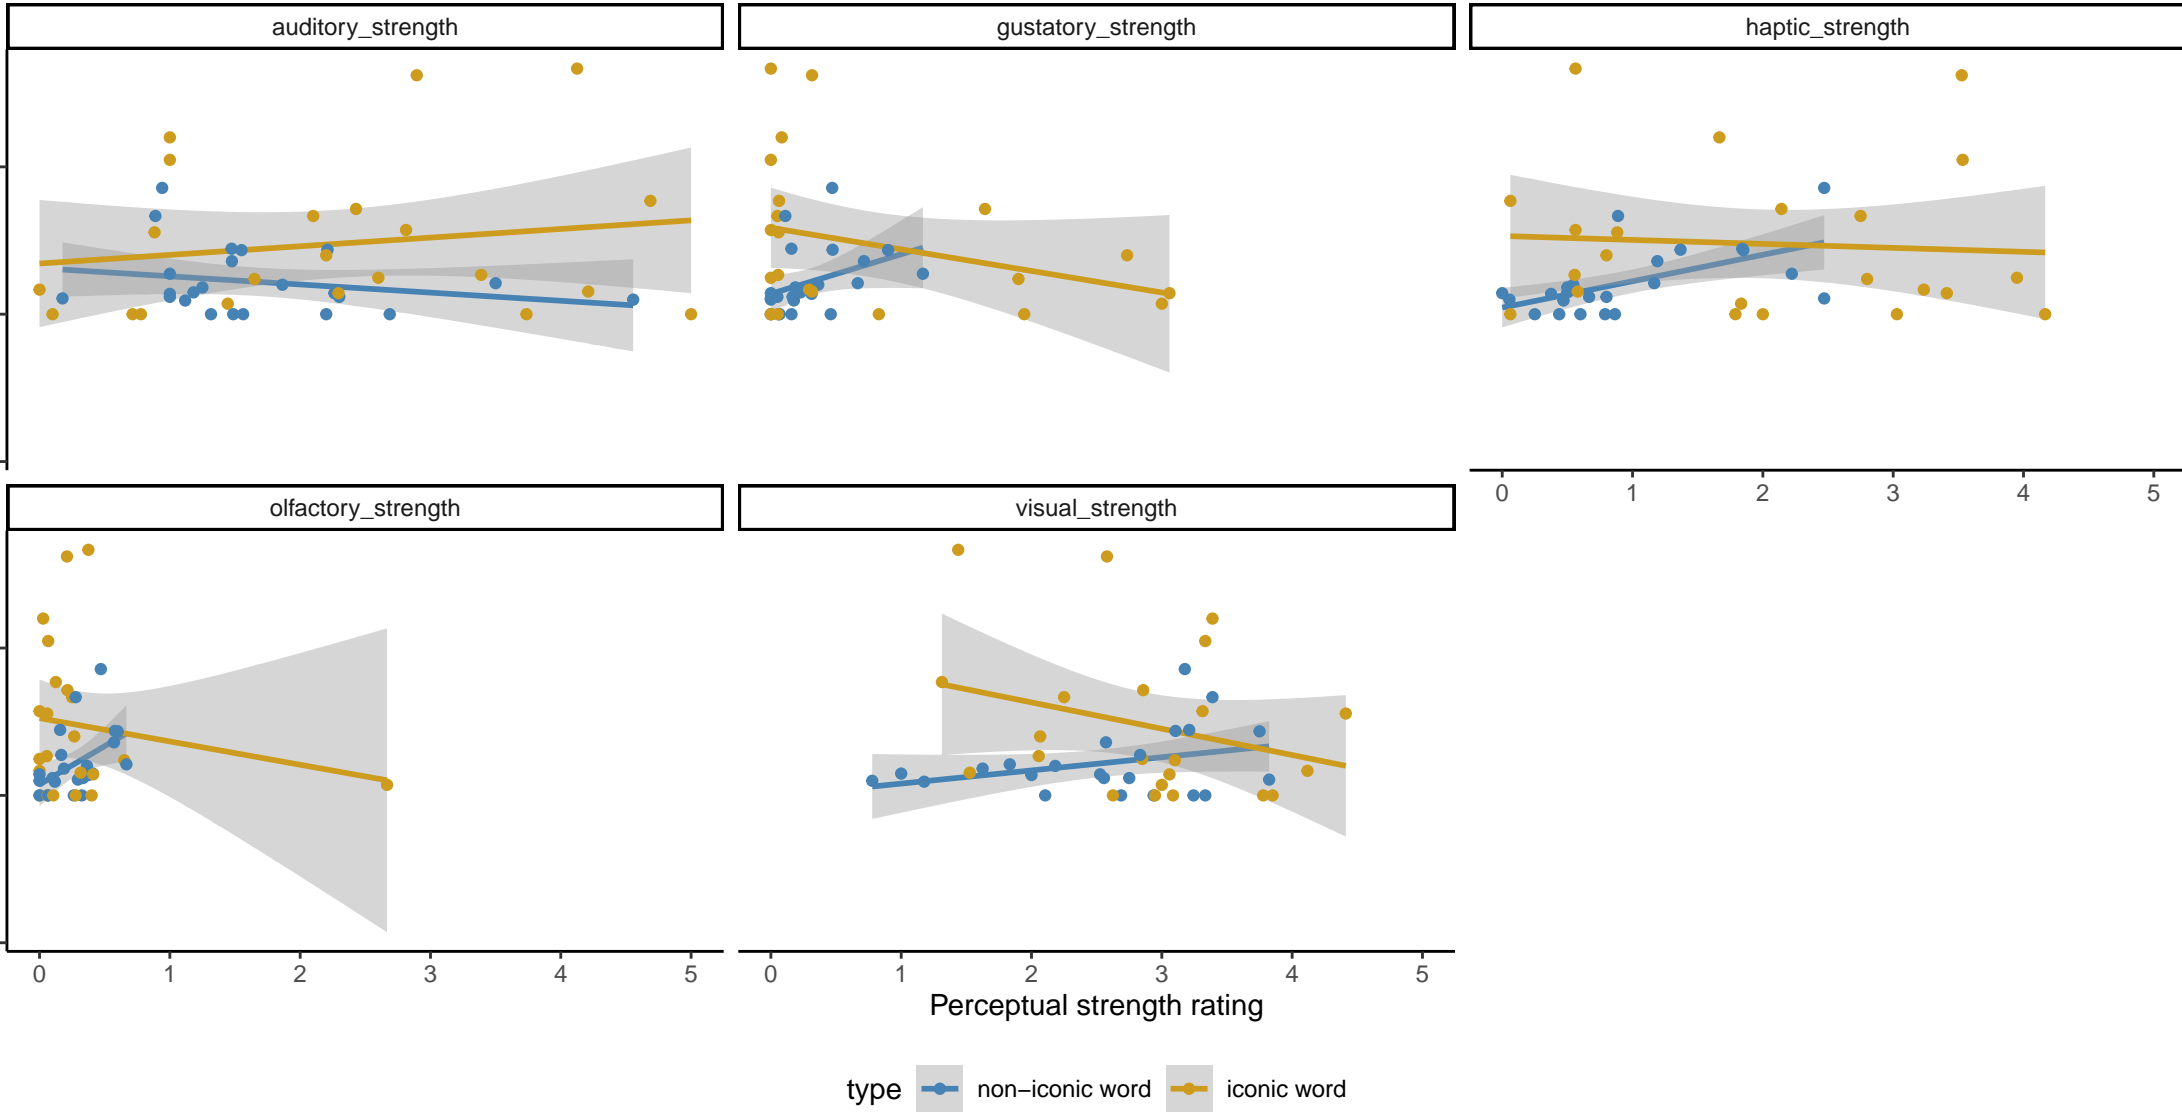 auditory_strength
gustatory_strength
haptic_strength
0 1 2 3 4 5
olfactory_strength
visual_strength
0 1 2 3 4 5
0 1 2 3 4 5
Perceptual strength rating
type non−iconic word iconic word